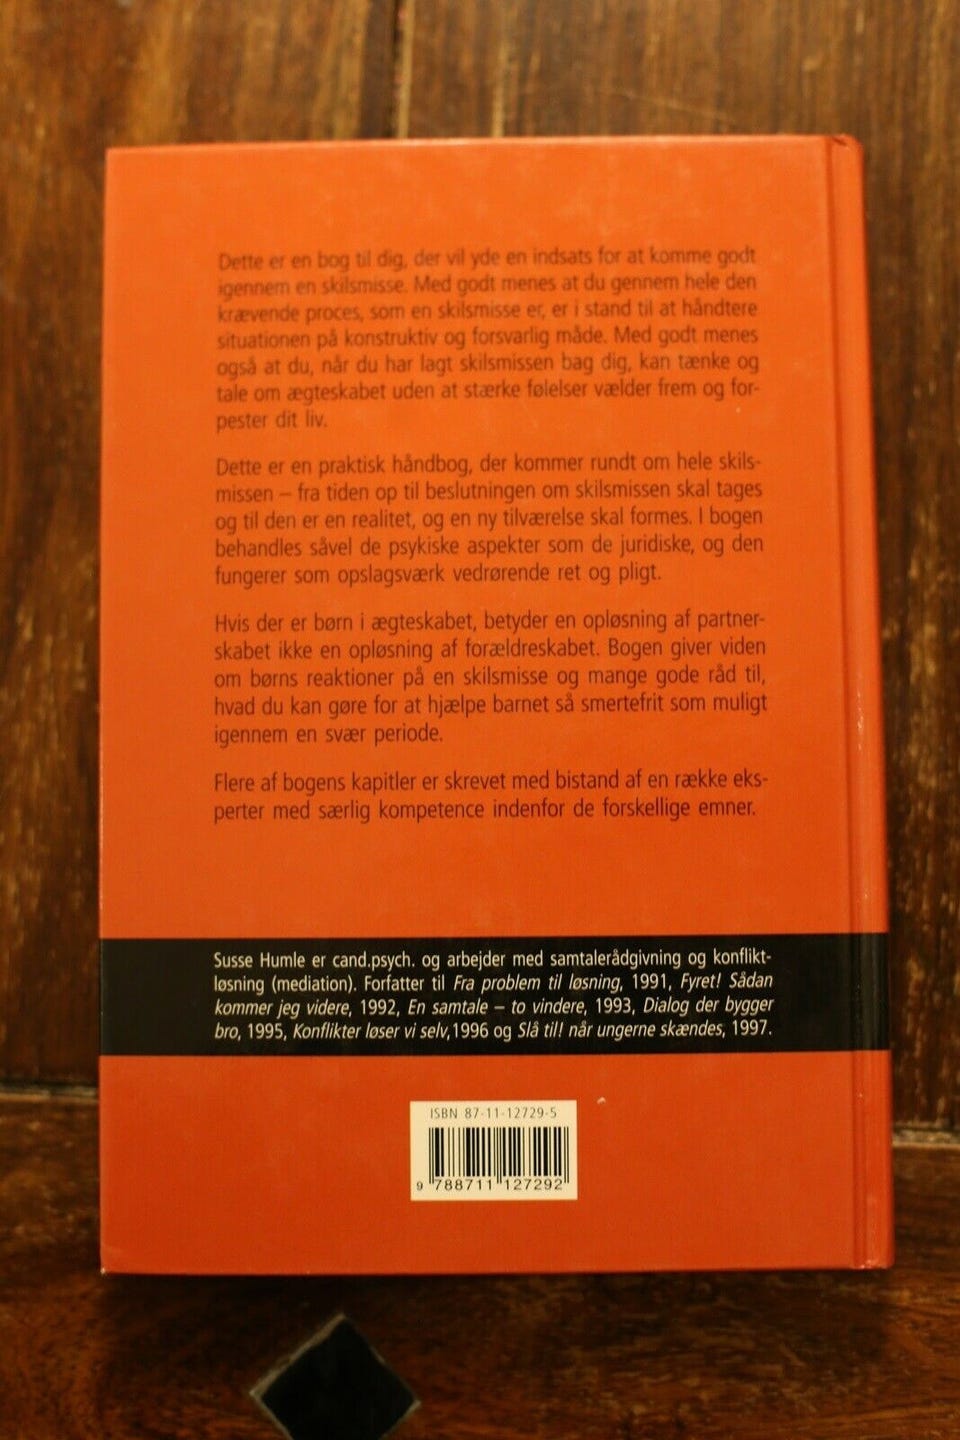 Dette er en bog til dig, der vil yde en indsats for at komme godt
igennem en skilsmisse. Med godt menes at du gennem hele den
krævende proces, som en skilsmisse er, er i stand til at håndtere
situationen på konstruktiv og forsvarlig måde. Med godt menes
også at du, når du har lagt skilsmissen bag dig, kan tænke og
tale om ægteskabet uden at stærke følelser vælder frem og for-
pester dit liv.
Dette er en praktisk håndbog, der kommer rundt om hele skils-
missen – fra tiden op til beslutningen om skilsmissen skal tages
og til den er en realitet, og en ny tilværelse skal formes. I bogen
behandles såvel de psykiske aspekter som de juridiske, og den
fungerer som opslagsværk vedrørende ret og pligt.
Hvis der er børn i ægteskabet, betyder en opløsning af partner-
skabet ikke en opløsning af forældreskabet. Bogen giver viden
om børns reaktioner på en skilsmisse og mange gode råd til,
hvad du kan gøre for at hjælpe barnet så smertefrit som muligt
igennem en svær periode.
Flere af bogens kapitler er skrevet med bistand af en række eks-
perter med særlig kompetence indenfor de forskellige emner.
Susse Humle er cand.psych. og arbejder med samtalerådgivning og konflikt-
løsning (mediation). Forfatter til Fra problem til løsning, 1991, Fyret! Sådan
kommer jeg videre, 1992, En samtale – to vindere, 1993, Dialog der bygger
bro, 1995, Konflikter løser vi selv,1996 og Slå til! når ungerne skændes, 1997.
ISBN 87-11-12729-5
9 788711 127292